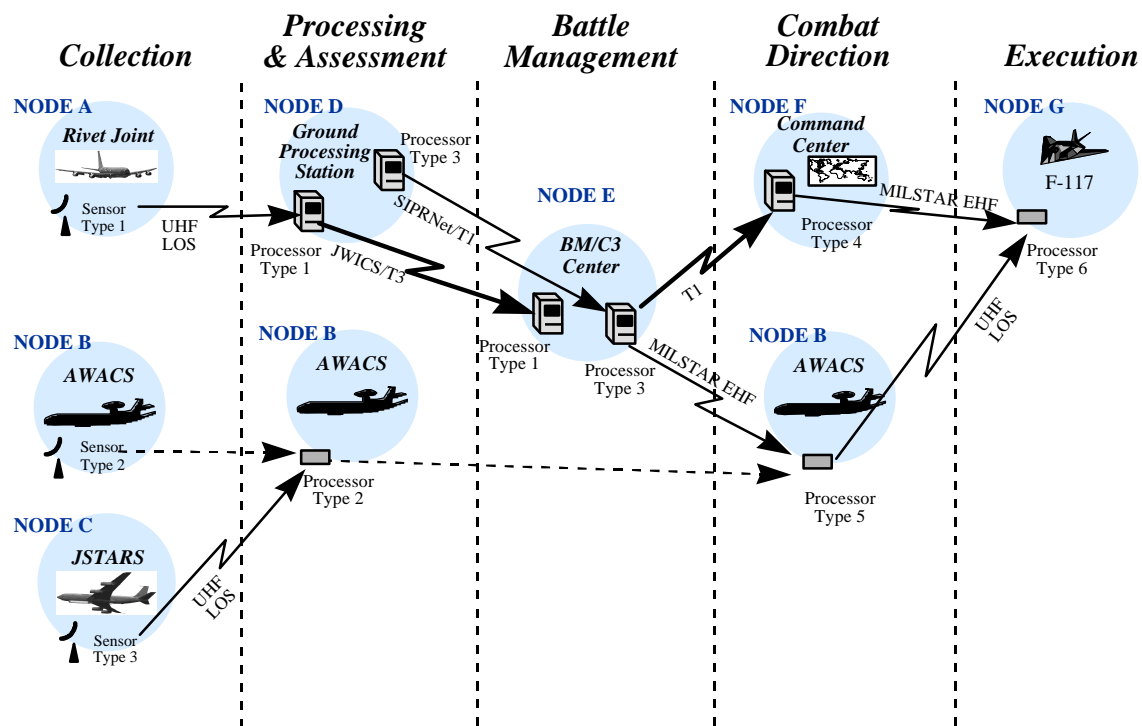 Collection
Processing
& Assessment
Battle
Management
Combat
Direction
Execution
NODE A
Rivet Joint
Sensor
Type 1
UHF
LOS
NODE D
Ground
Processing
Station
Processor
Type 3
Processor
Type 1
SIPRNet/T1
JWICS/T3
NODE E
BM/C3
Center
Processor
Type 1
Processor
Type 3
T1
MILSTAR EHF
NODE F
Command
Center
Processor
Type 4
MILSTAR EHF
NODE G
F-117
Processor
Type 6
UHF
LOS
NODE B
AWACS
Sensor
Type 2
NODE B
AWACS
Processor
Type 2
NODE B
AWACS
Processor
Type 5
NODE C
JSTARS
Sensor
Type 3
UHF
LOS